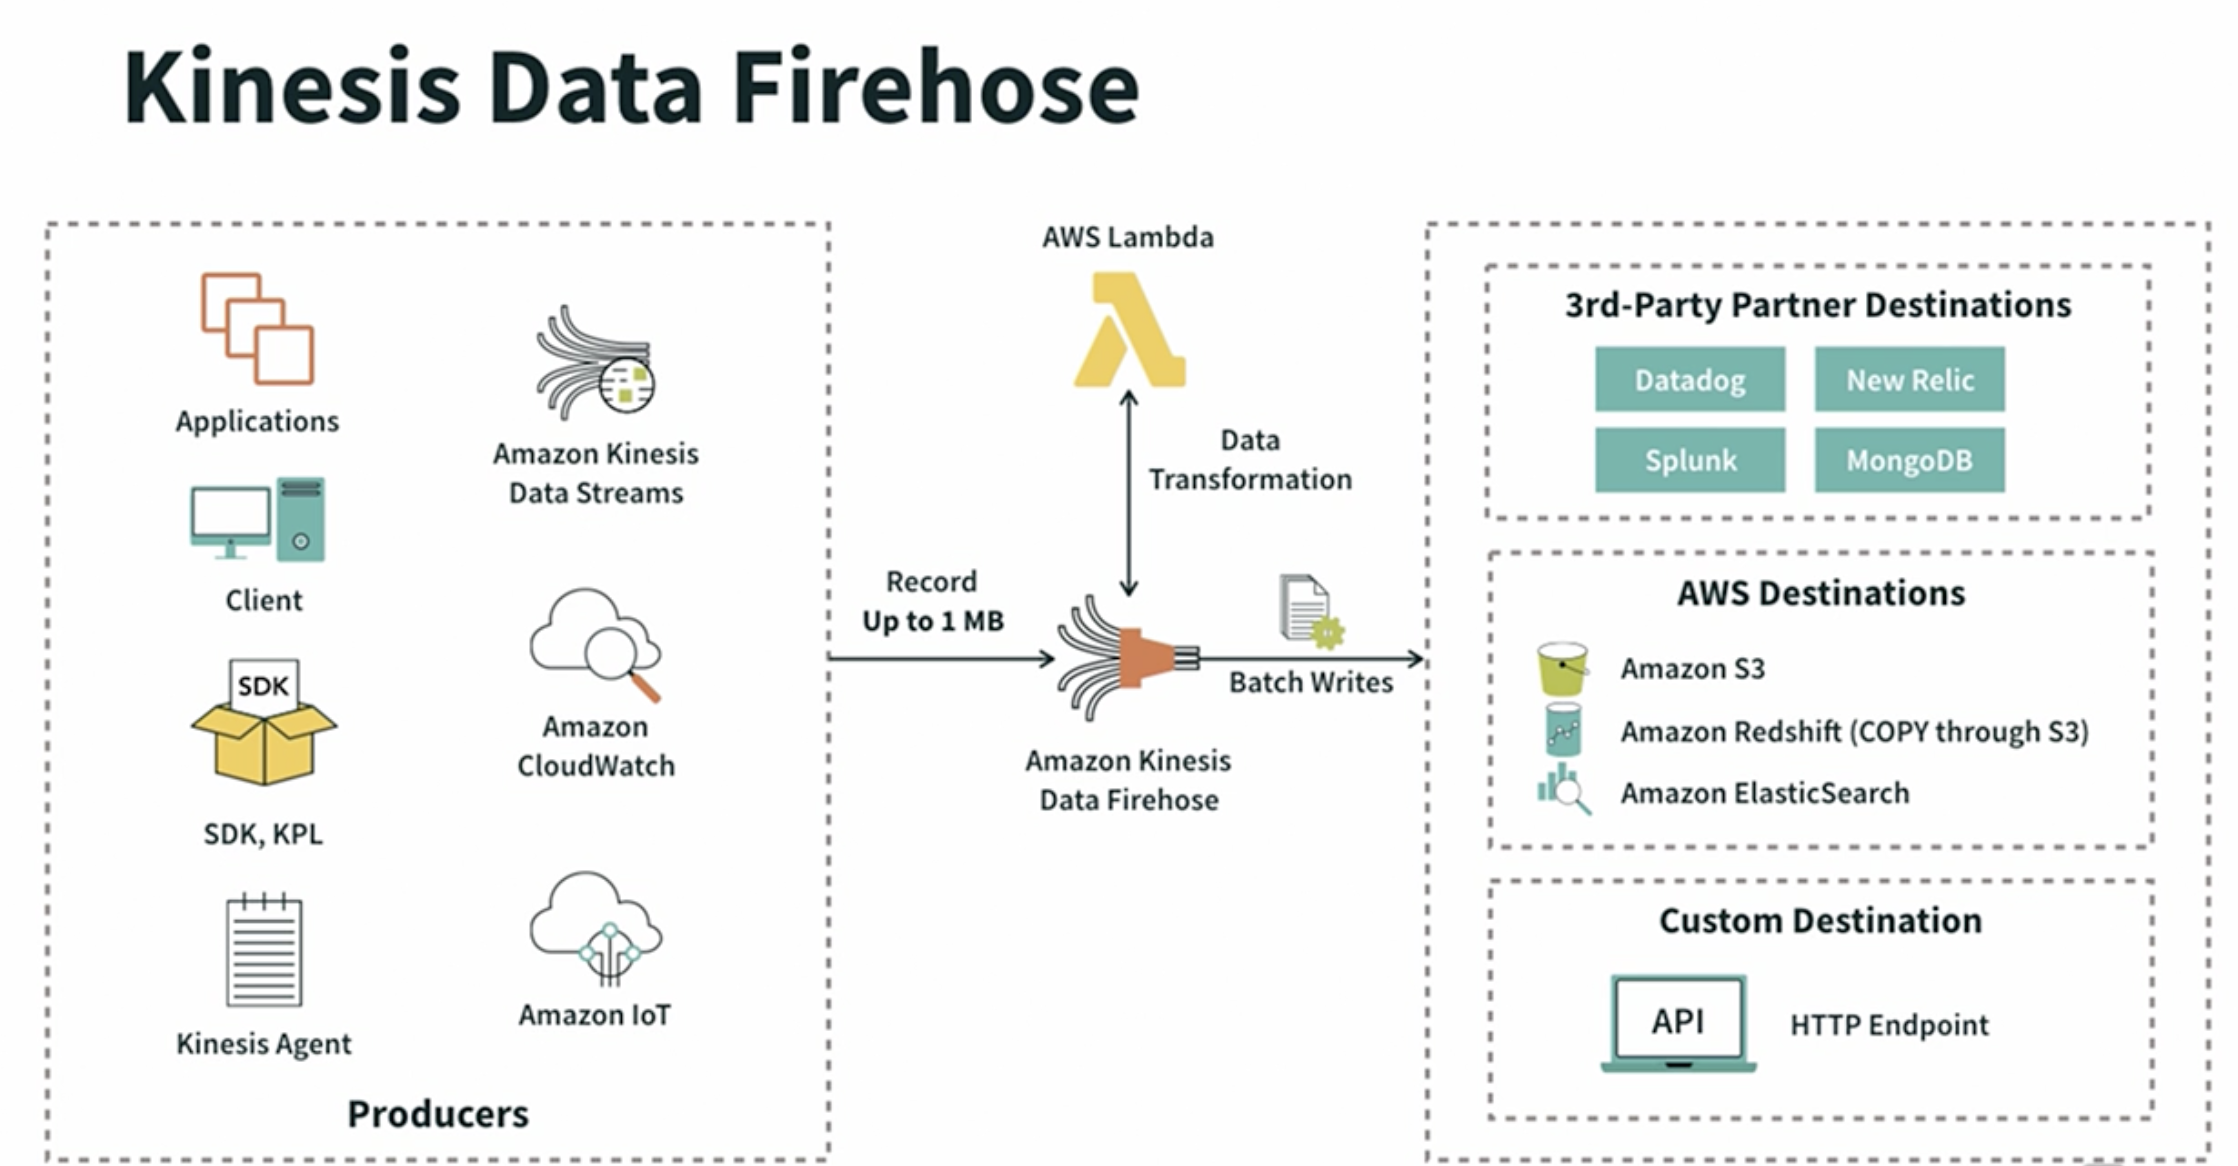 Kinesis Data Firehose
Applications
Client
SDK
SDK, KPL
Kinesis Agent
Amazon Kinesis
Data Streams
Amazon
CloudWatch
Amazon IoT
Producers
Record
Up to 1 MB
AWS Lambda
Data
Transformation
Amazon Kinesis
Data Firehose
Batch Writes
3rd-Party Partner Destinations
Datadog
New Relic
Splunk
MongoDB
AWS Destinations
Amazon S3
Amazon Redshift (COPY through S3)
Amazon ElasticSearch
Custom Destination
API
HTTP Endpoint